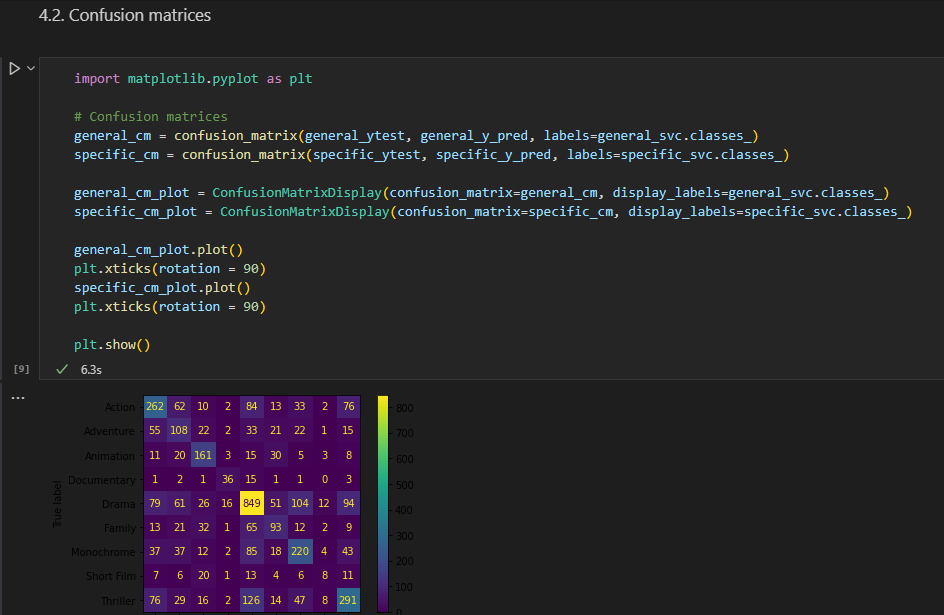 4.2. Confusion matrices
import matplotlib.pyplot as plt
# Confusion matrices
general_cm = confusion_matrix(general_ytest, general_y_pred, labels=general_svc.classes_)
specific_cm = confusion_matrix(specific_ytest, specific_y_pred, labels=specific_svc.classes_)
general_cm_plot = ConfusionMatrixDisplay(confusion_matrix=general_cm, display_labels=general_svc.classes_)
specific_cm_plot = ConfusionMatrixDisplay(confusion_matrix=specific_cm, display_labels=specific_svc.classes_)
general_cm_plot.plot()
plt.xticks(rotation = 90)
specific_cm_plot.plot()
plt.xticks(rotation = 90)
plt.show()
[9] 6.3s
...
True label
Action 262 62 10 2 84 13 33 2 76
Adventure 55 108 22 2 33 21 22 1 15
Animation 11 20 161 3 15 30 5 3 8
Documentary 1 2 1 36 15 1 1 0 3
Drama 79 61 26 16 849 51 104 12 94
Family 13 21 32 1 65 93 12 2 9
Monochrome 37 37 12 2 85 18 220 4 43
Short Film 7 6 20 1 13 4 6 8 11
Thriller 76 29 16 2 126 14 47 8 291
800
700
600
500
400
300
200
100
0